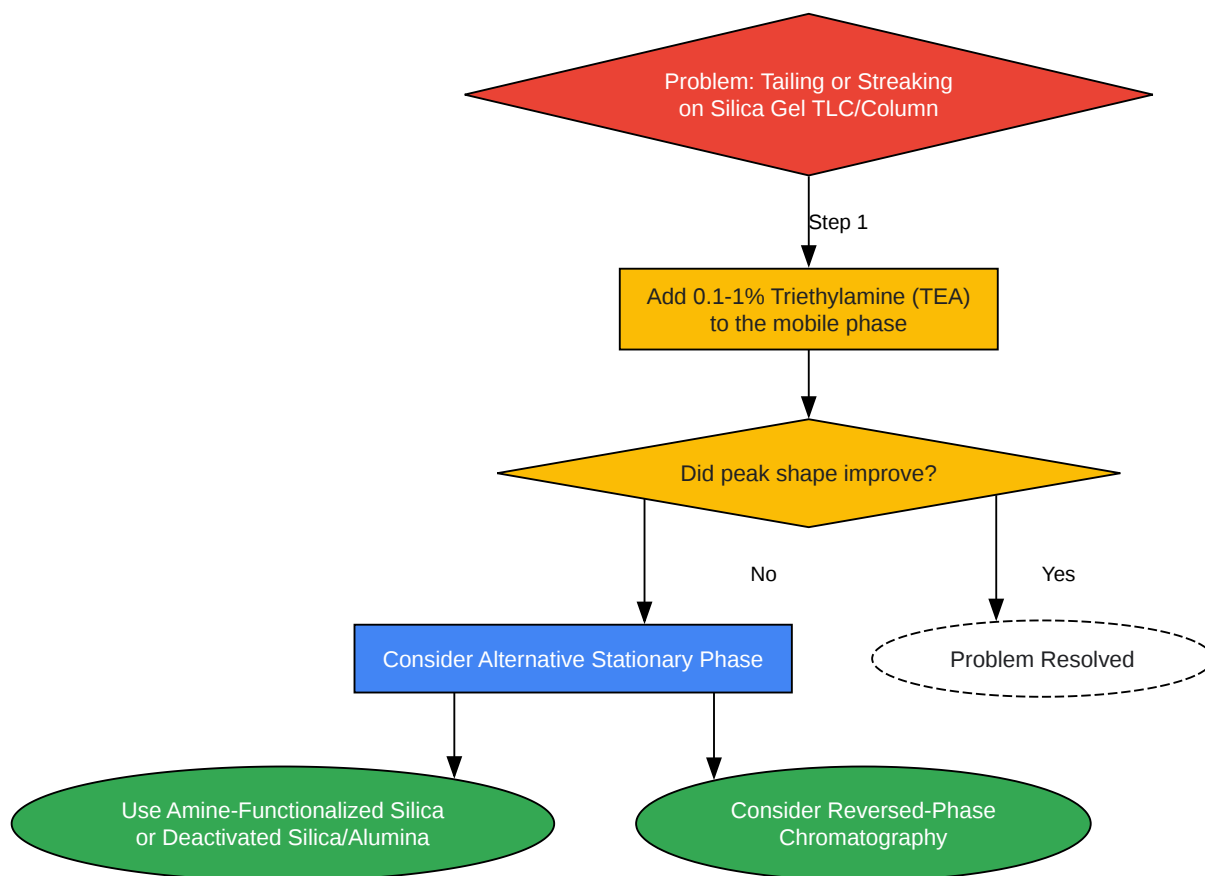 Problem: Tailing or Streaking
on Silica Gel TLC/Column
Step 1
Add 0.1-1% Triethylamine (TEA)
to the mobile phase
Did peak shape improve?
No
Yes
Consider Alternative Stationary Phase
Problem Resolved
Use Amine-Functionalized Silica
or Deactivated Silica/Alumina
Consider Reversed-Phase
Chromatography